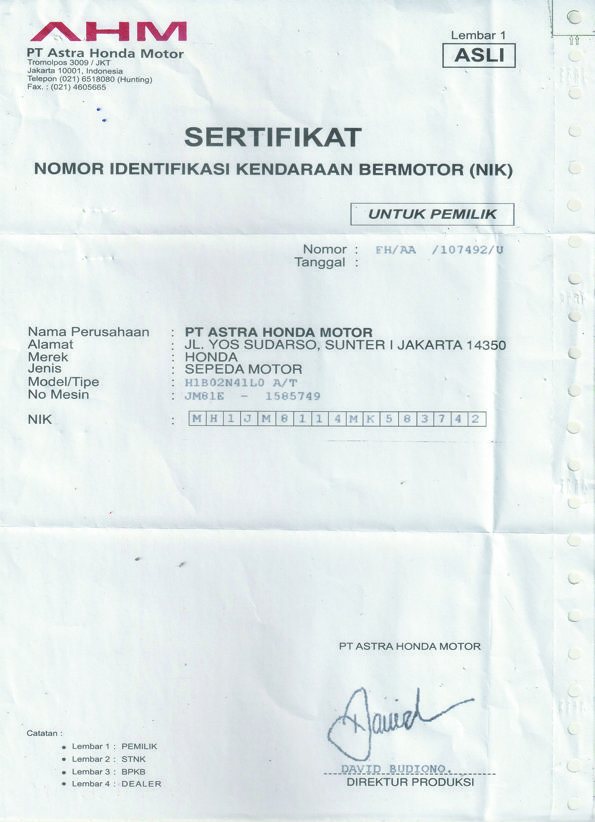 AHM
PT Astra Honda Motor
Tromolpos 3009 / JKT
Jakarta 10001, Indonesia
Telepon (021) 6518080 (Hunting)
Fax. : (021) 4605665
Lembar 1
ASLI
SERTIFIKAT
NOMOR IDENTIFIKASI KENDARAAN BERMOTOR (NIK)
UNTUK PEMILIK
Nomor : FH/AA /107492/U
Tanggal :
Nama Perusahaan : PT ASTRA HONDA MOTOR
Alamat : JL. YOS SUDARSO, SUNTER I JAKARTA 14350
Merek : HONDA
Jenis : SEPEDA MOTOR
Model/Tipe : H1B02N41L0 A/T
No Mesin : JM81E - 1585749
NIK : MH1JM8114MK583742
PT ASTRA HONDA MOTOR
David
DAVID BUDIONO.
DIREKTUR PRODUKSI
Catatan :
• Lembar 1 : PEMILIK
• Lembar 2 : STNK
• Lembar 3 : BPKB
• Lembar 4 : DEALER